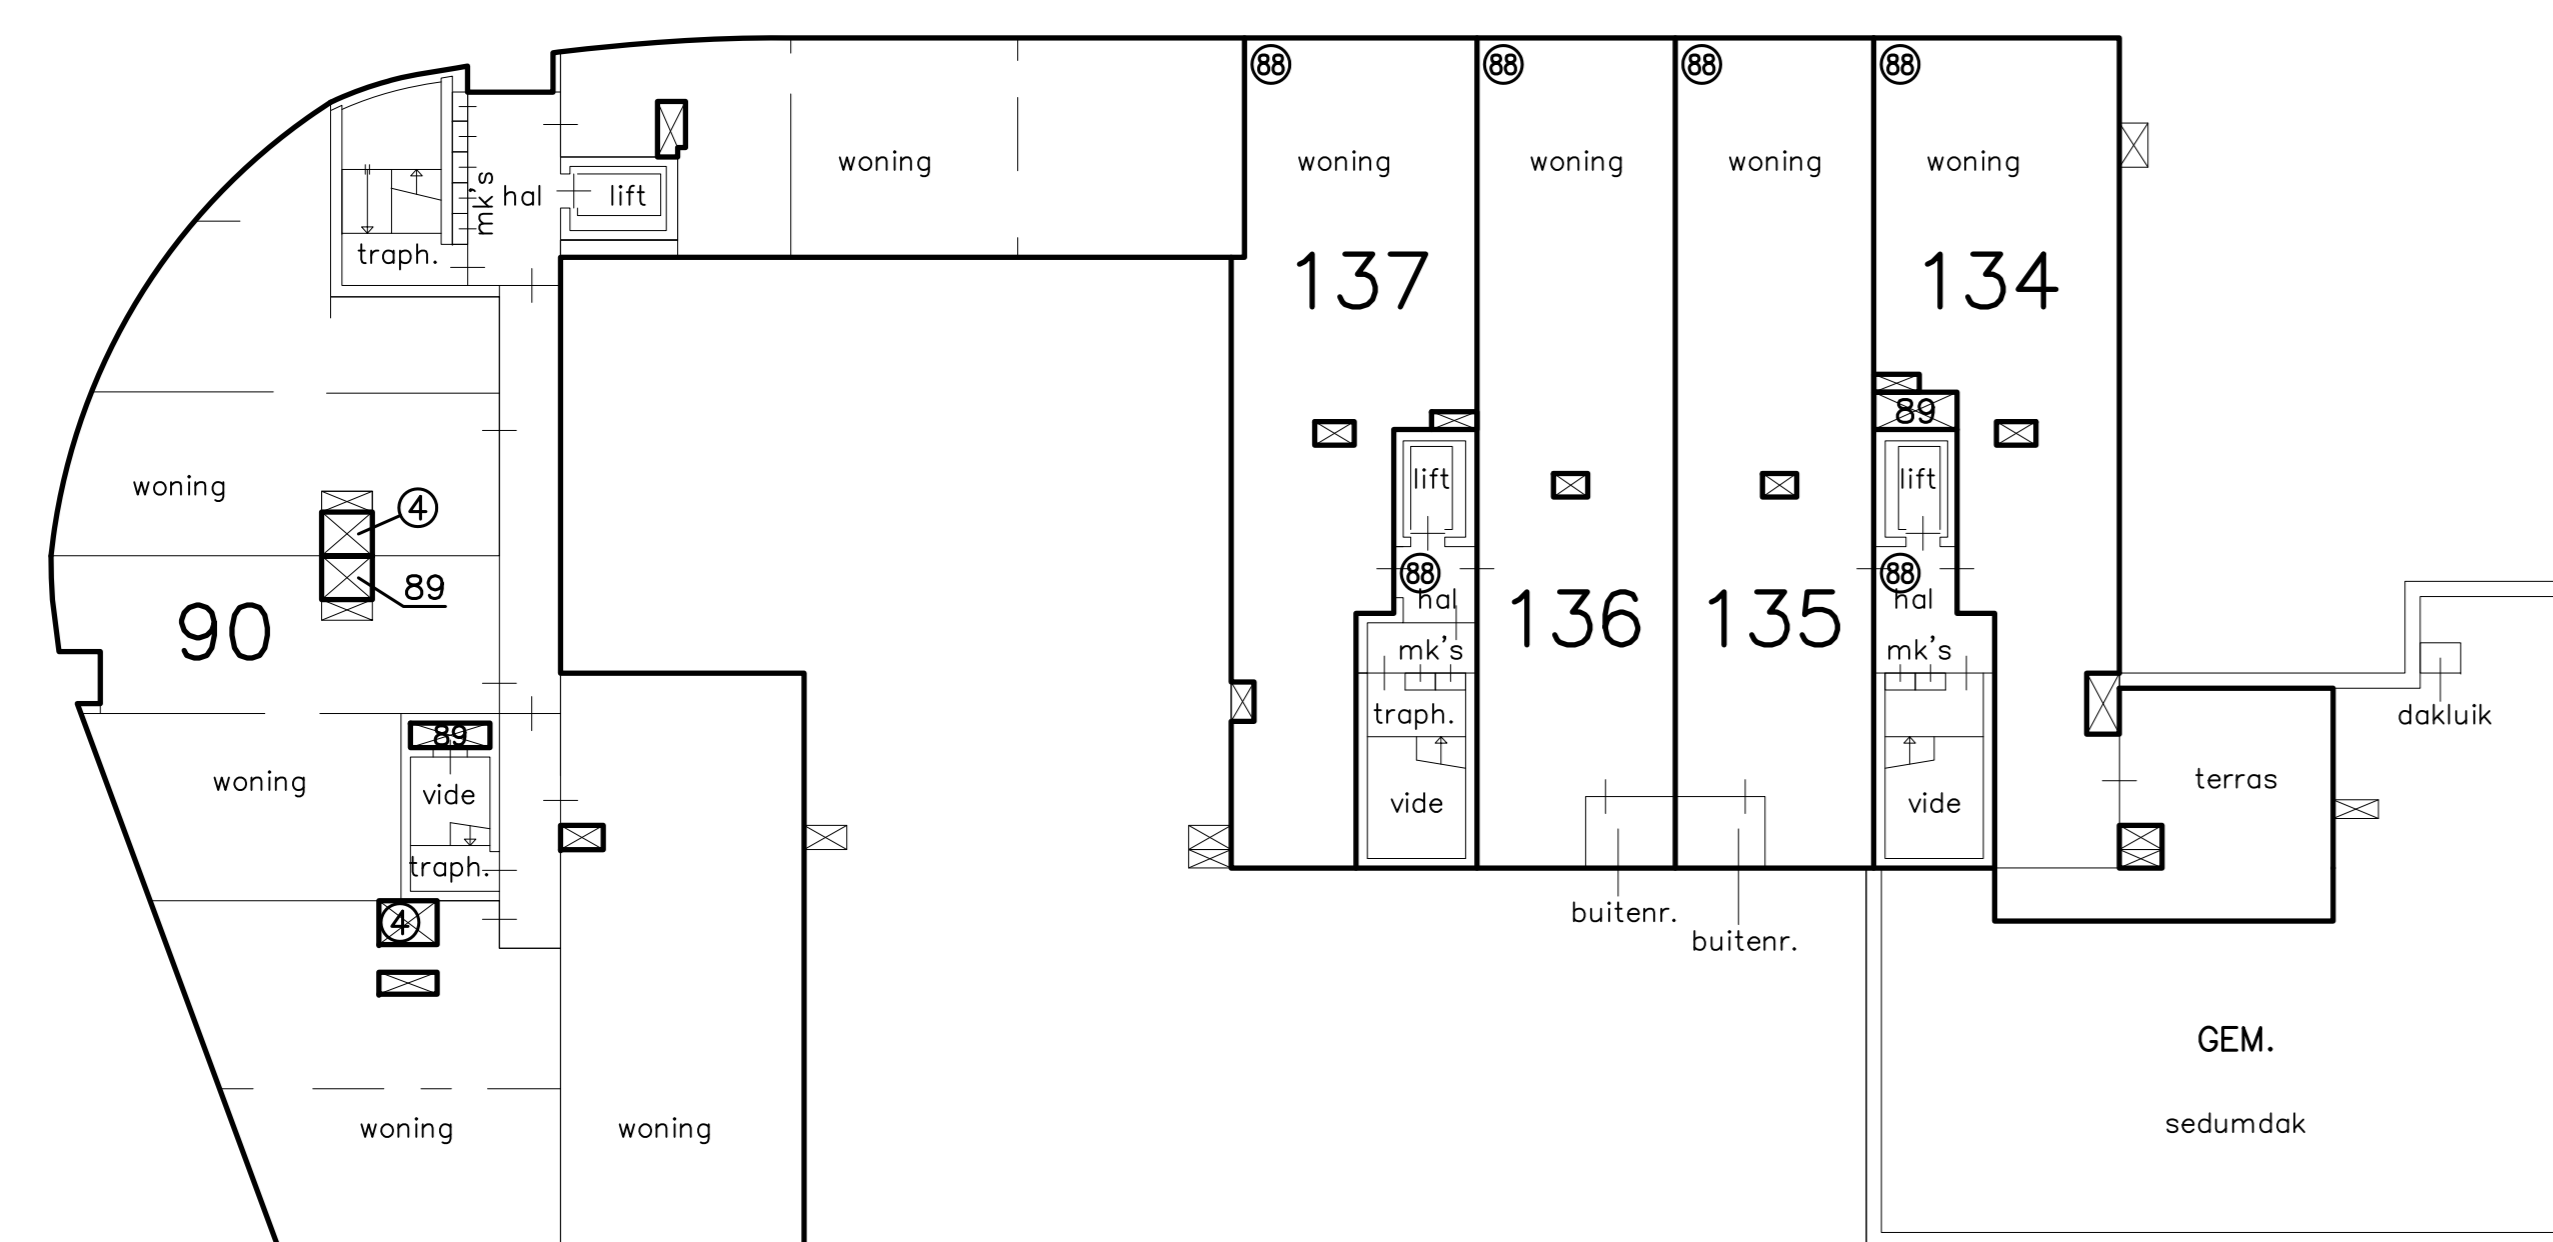 88 88 88 88
woning woning woning woning woning
mk's hal lift
traph.
137 134
89
woning
lift lift
4
89
88 88
hal hal
90
136 135
mk's mk's
traph.
dakluik
89
woning
vide
terras
vide vide
traph.
4
buitenr.
buitenr.
GEM.
woning woning
sedumdak